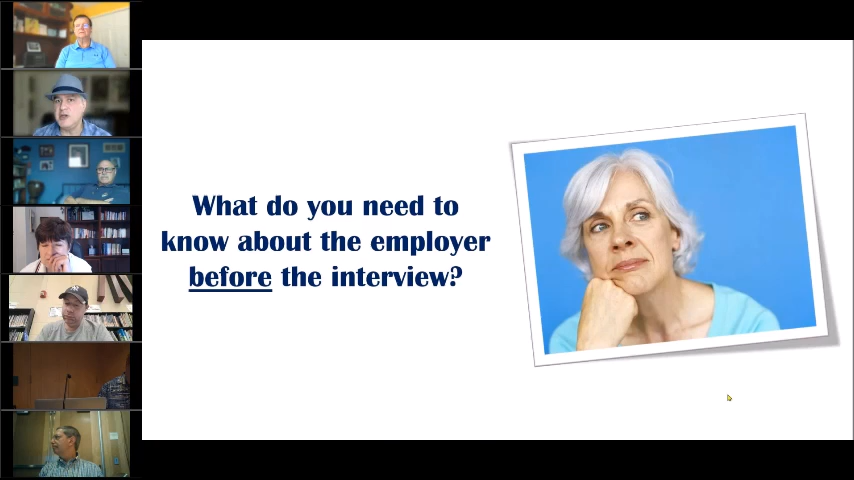 What do you need to
know about the employer
before the interview?